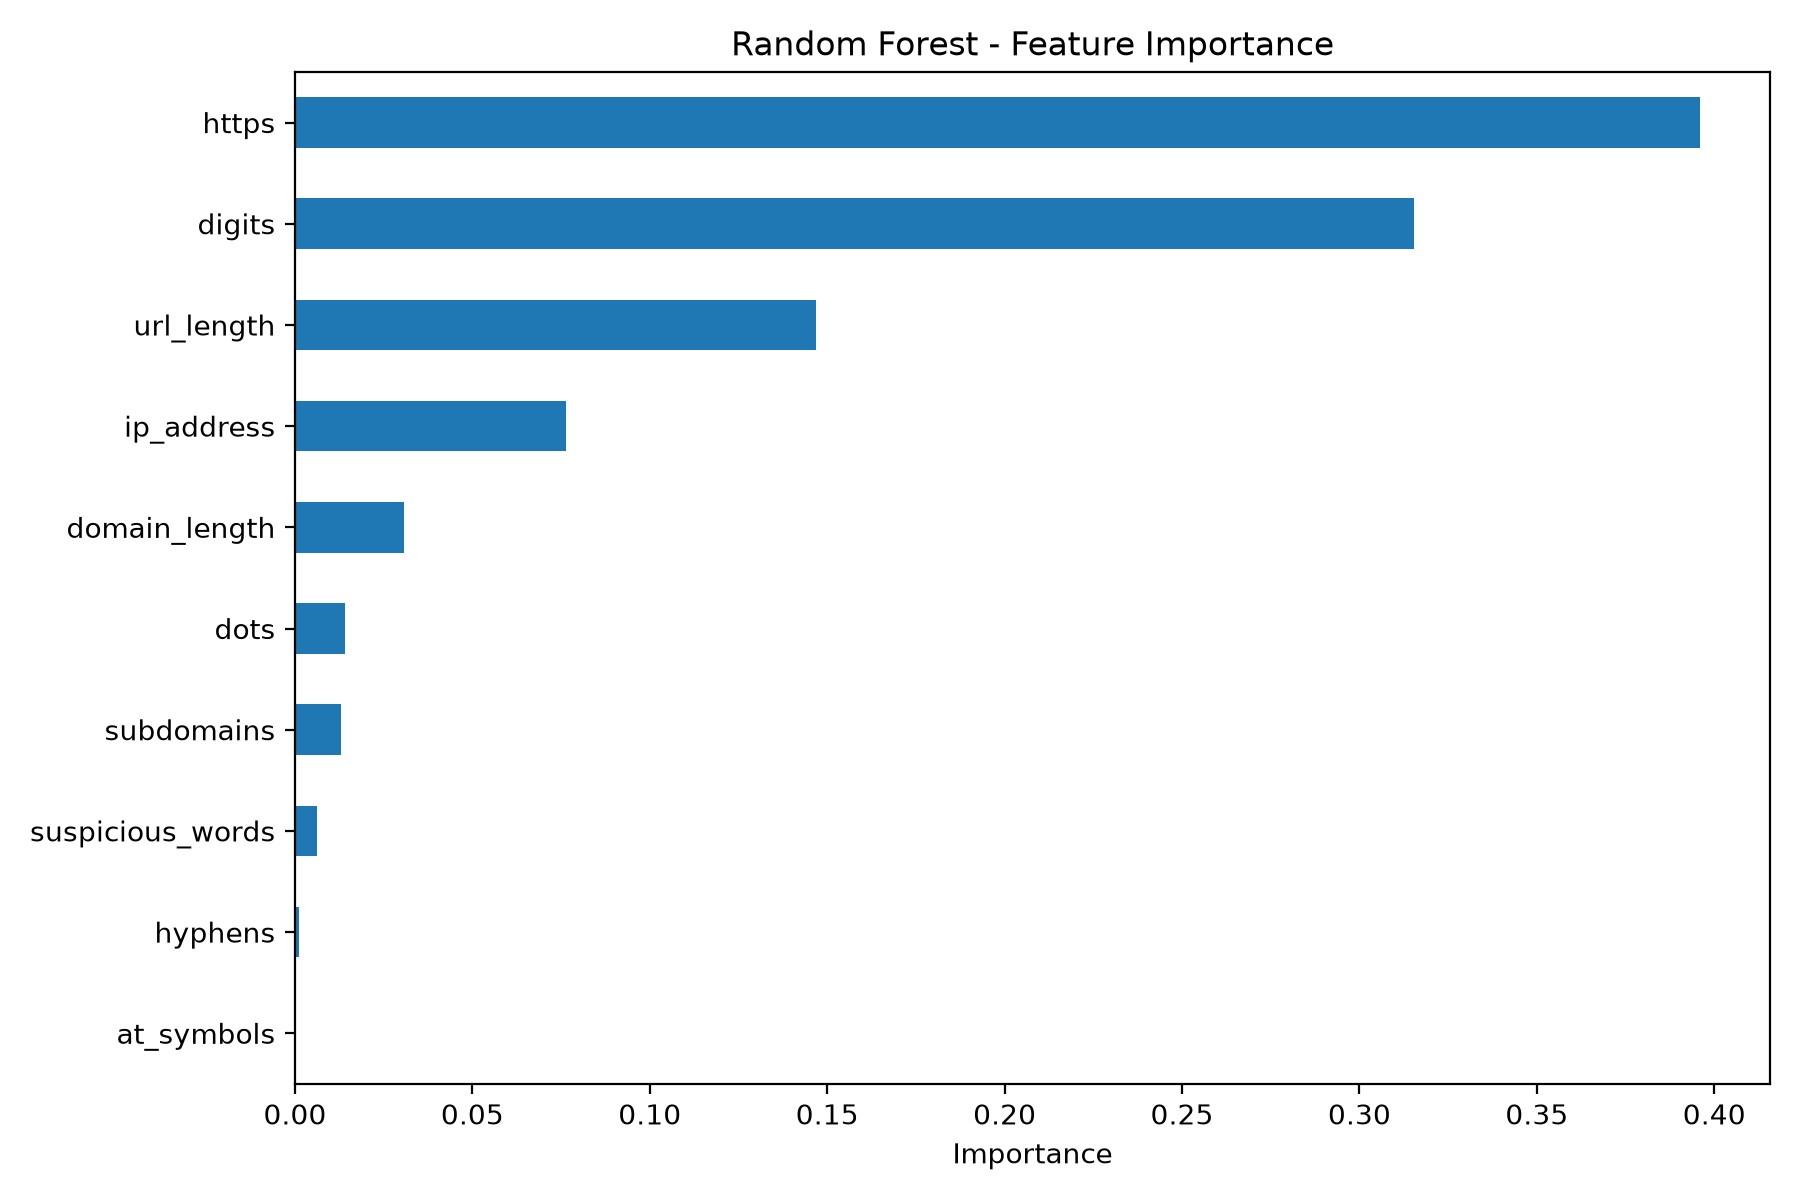 Random Forest - Feature Importance
https
digits
url_length
ip_address
domain_length
dots
subdomains
suspicious_words
hyphens
at_symbols
0.00 0.05 0.10 0.15 0.20 0.25 0.30 0.35 0.40
Importance